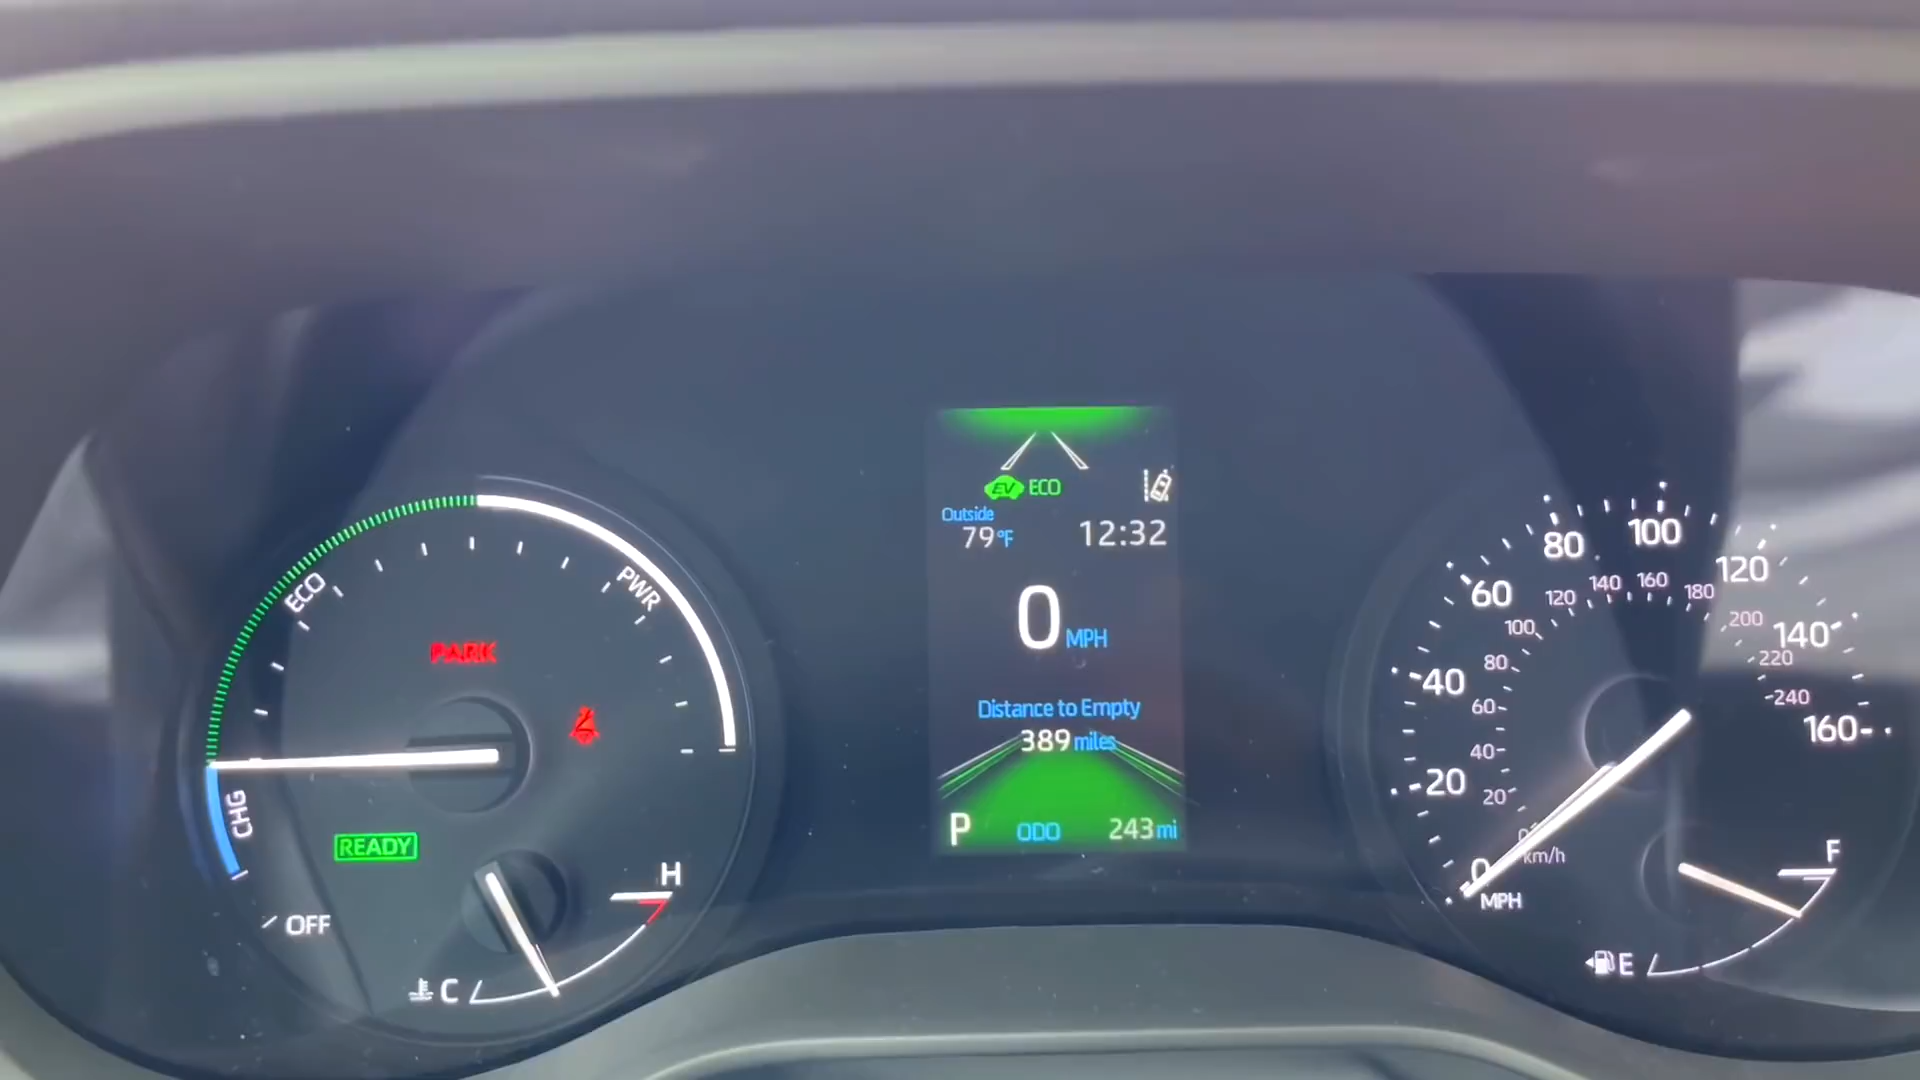 ECO
PWR
PARK
CHG
READY
OFF
H
C
EV ECO
Outside
79°F
12:32
0 MPH
Distance to Empty
389 miles
P ODO 243 mi
0
20
40
60
80
100
120
140
160
MPH
0
20
40
60
80
100
120
140
160
180
200
220
240
km/h
F
E